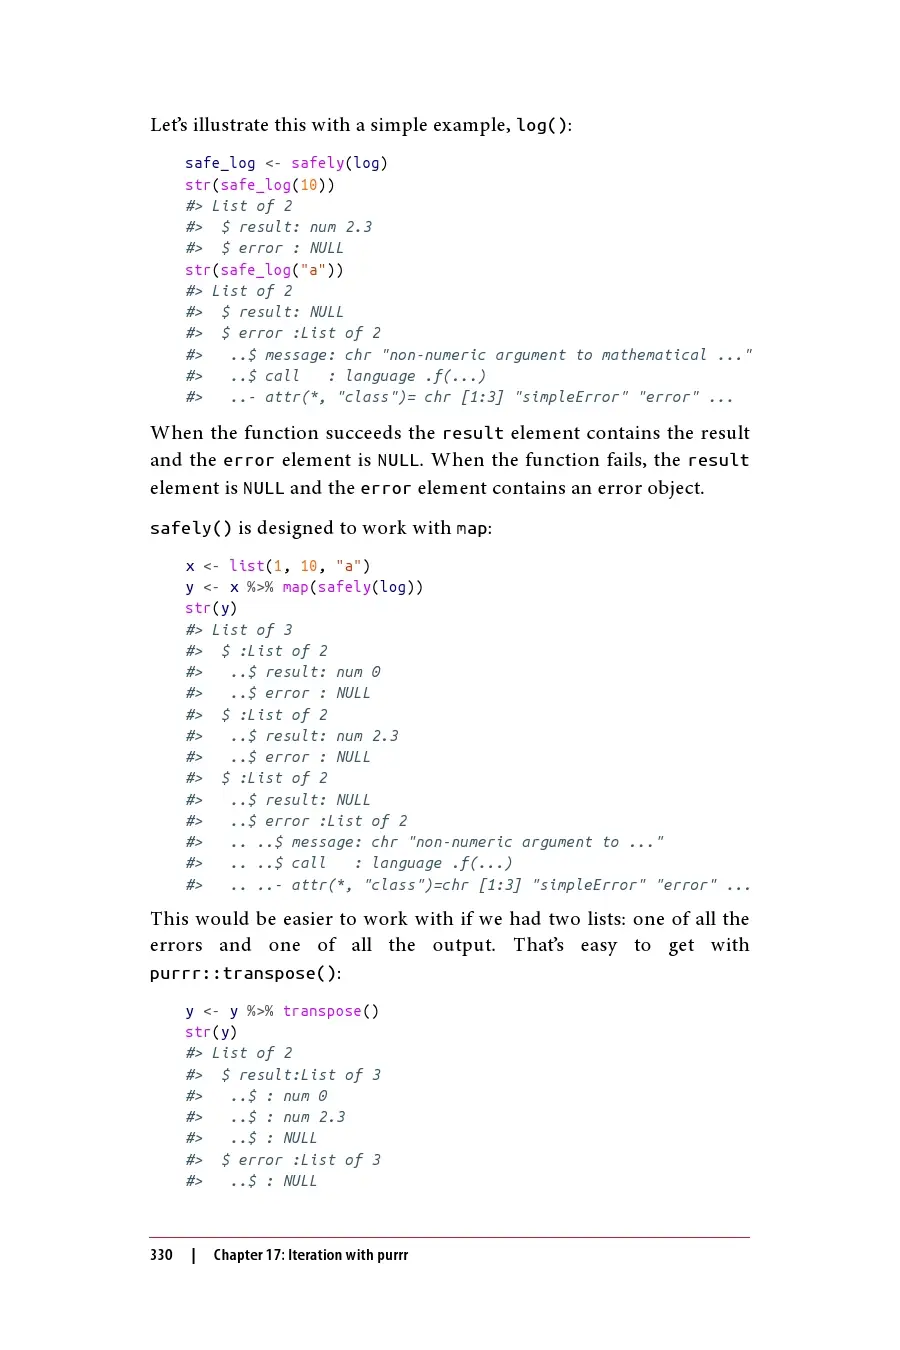 Let's illustrate this with a simple example, log():
safe_log <- safely(log)
str(safe_log(10))
#> List of 2
#>  $ result: num 2.3
#>  $ error : NULL
str(safe_log("a"))
#> List of 2
#>  $ result: NULL
#>  $ error :List of 2
#>   ..$ message: chr "non-numeric argument to mathematical ..."
#>   ..$ call   : language .f(...)
#>   ..- attr(*, "class")= chr [1:3] "simpleError" "error" ...
When the function succeeds the result element contains the result
and the error element is NULL. When the function fails, the result
element is NULL and the error element contains an error object.
safely() is designed to work with map:
x <- list(1, 10, "a")
y <- x %>% map(safely(log))
str(y)
#> List of 3
#>  $ :List of 2
#>   ..$ result: num 0
#>   ..$ error : NULL
#>  $ :List of 2
#>   ..$ result: num 2.3
#>   ..$ error : NULL
#>  $ :List of 2
#>   ..$ result: NULL
#>   ..$ error :List of 2
#>   .. ..$ message: chr "non-numeric argument to ..."
#>   .. ..$ call   : language .f(...)
#>   .. ..- attr(*, "class")=chr [1:3] "simpleError" "error" ...
This would be easier to work with if we had two lists: one of all the
errors and one of all the output. That's easy to get with
purrr::transpose():
y <- y %>% transpose()
str(y)
#> List of 2
#>  $ result:List of 3
#>   ..$ : num 0
#>   ..$ : num 2.3
#>   ..$ : NULL
#>  $ error :List of 3
#>   ..$ : NULL
330 | Chapter 17: Iteration with purrr